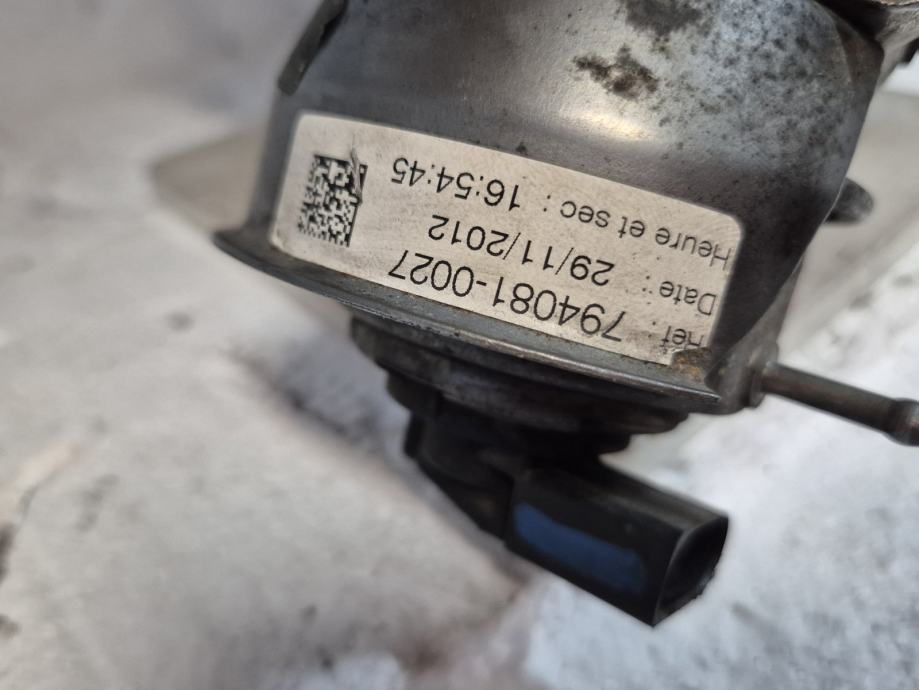 Ref : 794081-0027
Date : 29/11/2012
Heure et sec : 16:54:45